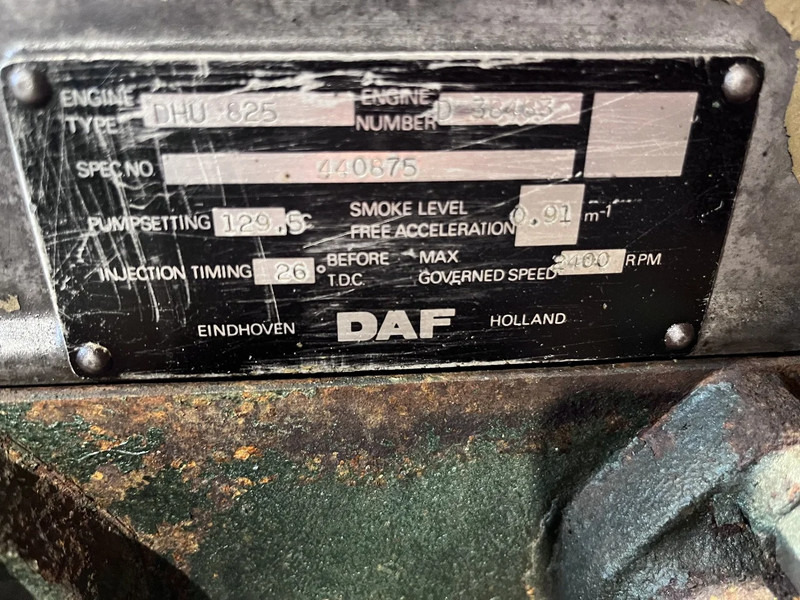 ENGINE TYPE DHU 825 ENGINE NUMBER D
SPEC.NO. 440875
PUMPSETTING 129.5 SMOKE LEVEL FREE ACCELERATION 0.91 m-1
INJECTION TIMING 26° BEFORE T.D.C. MAX GOVERNED SPEED 2400 RPM
EINDHOVEN DAF HOLLAND